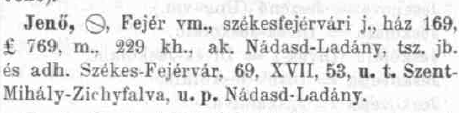 Jenő, ⦸, Fejér vm., székesfejérvári j., ház 169,
£ 769, m., 229 kh., ak. Nádasd-Ladány, tsz. jb.
és adh. Székes-Fejérvár, 69, XVII, 53, u. t. Szent-
Mihály-Zichyfalva, u. p. Nádasd-Ladány.